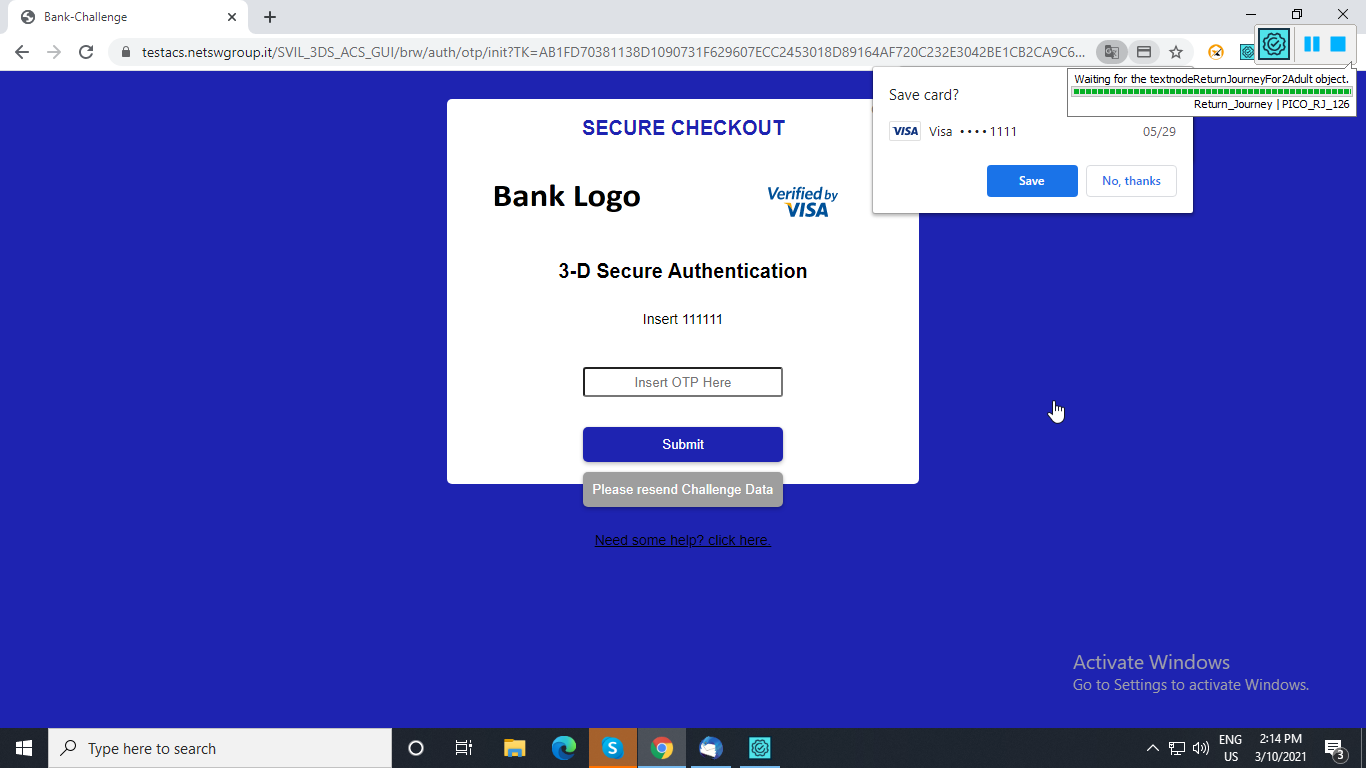 Bank-Challenge
testacs.netswgroup.it/SVIL_3DS_ACS_GUI/brw/auth/otp/init?TK=AB1FD70381138D1090731F629607ECC2453018D89164AF720C232E3042BE1CB2CA9C6...
Waiting for the textnodeReturnJourneyFor2Adult object.
Return_Journey | PICO_RJ_126
Save card?
VISA Visa •••• 1111 05/29
Save No, thanks
SECURE CHECKOUT
Bank Logo
Verified by
VISA
3-D Secure Authentication
Insert 111111
Insert OTP Here
Submit
Please resend Challenge Data
Need some help? click here.
Activate Windows
Go to Settings to activate Windows.
Type here to search
ENG
US
2:14 PM
3/10/2021
3